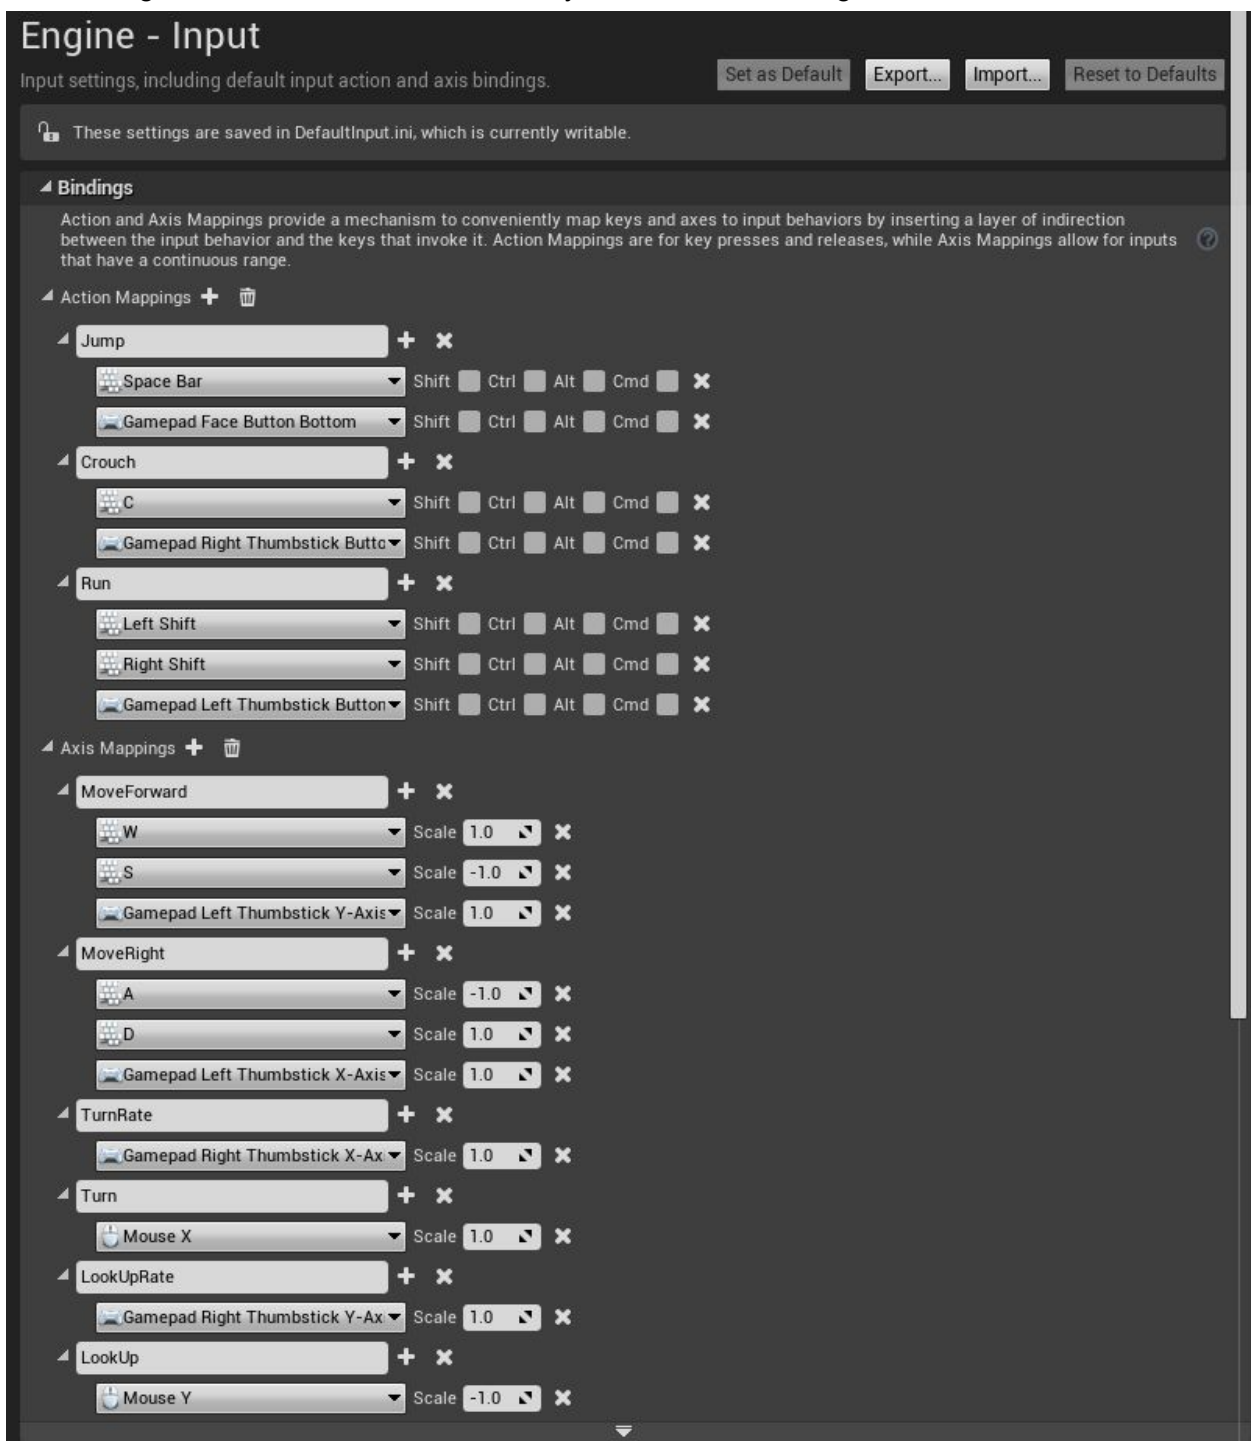 Engine - Input
Input settings, including default input action and axis bindings.
Set as Default Export... Import... Reset to Defaults
These settings are saved in DefaultInput.ini, which is currently writable.
Bindings
Action and Axis Mappings provide a mechanism to conveniently map keys and axes to input behaviors by inserting a layer of indirection
between the input behavior and the keys that invoke it. Action Mappings are for key presses and releases, while Axis Mappings allow for inputs
that have a continuous range.
Action Mappings
Jump
Space Bar Shift Ctrl Alt Cmd
Gamepad Face Button Bottom Shift Ctrl Alt Cmd
Crouch
C Shift Ctrl Alt Cmd
Gamepad Right Thumbstick Butto Shift Ctrl Alt Cmd
Run
Left Shift Shift Ctrl Alt Cmd
Right Shift Shift Ctrl Alt Cmd
Gamepad Left Thumbstick Button Shift Ctrl Alt Cmd
Axis Mappings
MoveForward
W Scale 1.0
S Scale -1.0
Gamepad Left Thumbstick Y-Axis Scale 1.0
MoveRight
A Scale -1.0
D Scale 1.0
Gamepad Left Thumbstick X-Axis Scale 1.0
TurnRate
Gamepad Right Thumbstick X-Ax Scale 1.0
Turn
Mouse X Scale 1.0
LookUpRate
Gamepad Right Thumbstick Y-Ax Scale 1.0
LookUp
Mouse Y Scale -1.0